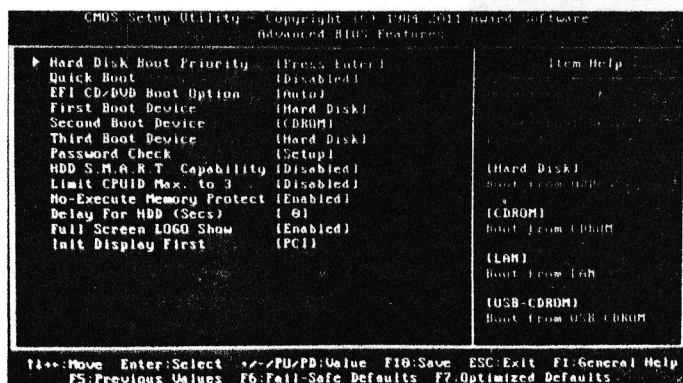 CMOS Setup Utility - Copyright (C) 1984-2011 Award Software
Advanced BIOS Features
▶ Hard Disk Boot Priority [Press Enter]
Quick Boot [Disabled]
EFI CD/DVD Boot Option [Auto]
First Boot Device [Hard Disk]
Second Boot Device [CDROM]
Third Boot Device [Hard Disk]
Password Check [Setup]
HDD S.M.A.R.T. Capability [Disabled]
Limit CPUID Max. to 3 [Disabled]
No-Execute Memory Protect [Enabled]
Delay For HDD (Secs) [ 0]
Full Screen LOGO Show [Enabled]
Init Display First [PCI]
Item Help
[Hard Disk]
Boot from HDD
[CDROM]
Boot from CDROM
[LAN]
Boot from LAN
[USB-CDROM]
Boot from USB CDROM
↑↓→←:Move Enter:Select +/-/PU/PD:Value F10:Save ESC:Exit F1:General Help
F5:Previous Values F6:Fail-Safe Defaults F7:Optimized Defaults